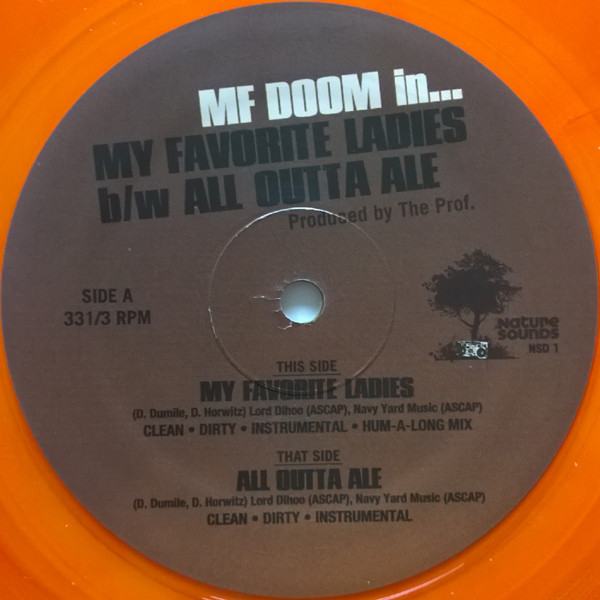 MF DOOM in...
MY FAVORITE LADIES
b/w ALL OUTTA ALE
Produced by The Prof.
SIDE A
331/3 RPM
NATURE
SOUNDS
NSD 1
THIS SIDE
MY FAVORITE LADIES
(D. Dumile, D. Horwitz) Lord Dihoo (ASCAP), Navy Yard Music (ASCAP)
CLEAN • DIRTY • INSTRUMENTAL • HUM-A-LONG MIX
THAT SIDE
ALL OUTTA ALE
(D. Dumile, D. Horwitz) Lord Dihoo (ASCAP), Navy Yard Music (ASCAP)
CLEAN • DIRTY • INSTRUMENTAL